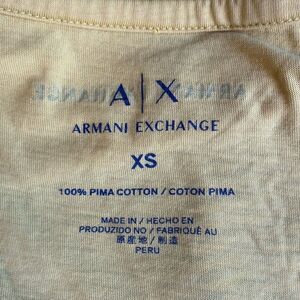 A|X
ARMANI EXCHANGE
XS
100% PIMA COTTON / COTON PIMA
MADE IN / HECHO EN
PRODUZIDO NO / FABRIQUÉ AU
原産地 / 制造
PERU